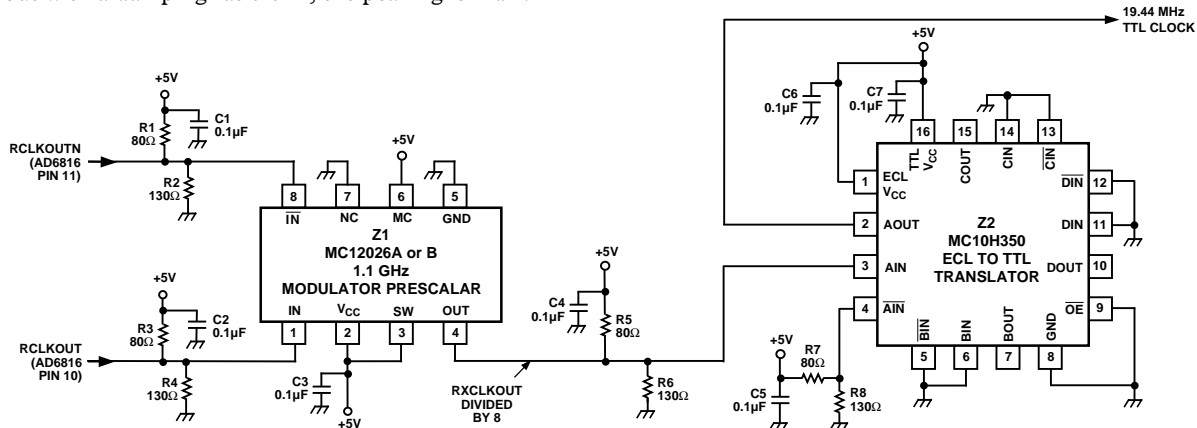 19.44 MHz
TTL CLOCK
+5V
C6
0.1µF
C7
0.1µF
+5V
C1
0.1µF
R1
80Ω
RCLKOUTN
(AD6816
PIN 11)
R2
130Ω
+5V
8
7
6
5
IN
NC
MC
GND
Z1
MC12026A or B
1.1 GHz
MODULATOR PRESCALAR
IN
VCC
SW
OUT
1
2
3
4
+5V
C2
0.1µF
R3
80Ω
RCLKOUT
(AD6816
PIN 10)
R4
130Ω
C3
0.1µF
+5V
RXCLKOUT
DIVIDED
BY 8
+5V
C4
0.1µF
R5
80Ω
R6
130Ω
16
15
14
13
TTL
VCC
COUT
CIN
CIN
1
ECL
VCC
2
AOUT
3
AIN
4
AIN
Z2
MC10H350
ECL TO TTL
TRANSLATOR
DIN
12
DIN
11
DOUT
10
OE
9
BIN
BIN
BOUT
GND
5
6
7
8
+5V
R7
80Ω
C5
0.1µF
R8
130Ω